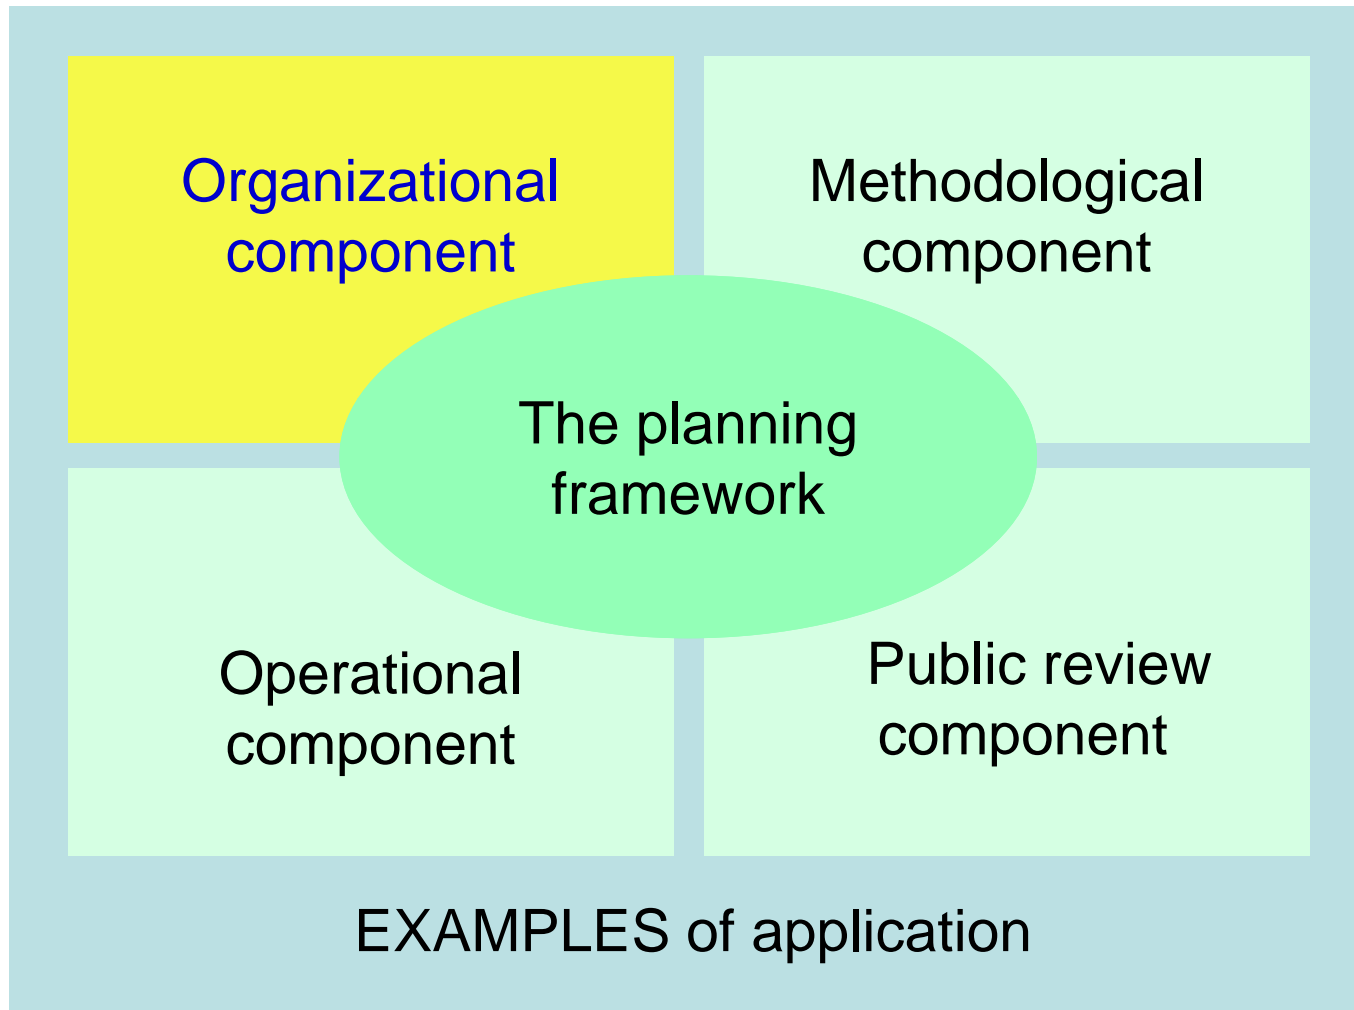 Organizational
component
Methodological
component
The planning
framework
Operational
component
Public review
component
EXAMPLES of application